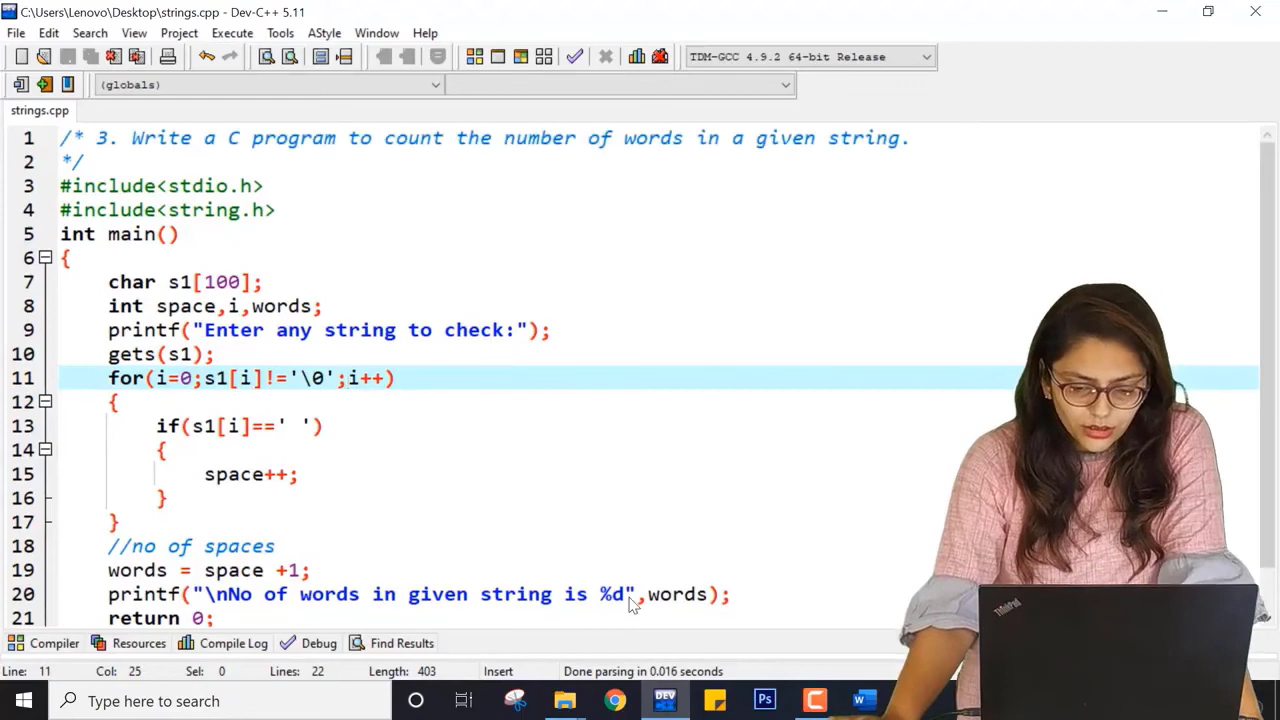 C:\Users\Lenovo\Desktop\strings.cpp - Dev-C++ 5.11
File Edit Search View Project Execute Tools AStyle Window Help
TDM-GCC 4.9.2 64-bit Release
(globals)
strings.cpp
1 /* 3. Write a C program to count the number of words in a given string.
2 */
3 #include<stdio.h>
4 #include<string.h>
5 int main()
6 {
7 char s1[100];
8 int space,i,words;
9 printf("Enter any string to check:");
10 gets(s1);
11 for(i=0;s1[i]!='\0';i++)
12 {
13 if(s1[i]==' ')
14 {
15 space++;
16 }
17 }
18 //no of spaces
19 words = space +1;
20 printf("\nNo of words in given string is %d",words);
21 return 0;
Compiler Resources Compile Log Debug Find Results
Line: 11 Col: 25 Sel: 0 Lines: 22 Length: 403 Insert Done parsing in 0.016 seconds
Type here to search DEV Ps W
ThinkPad